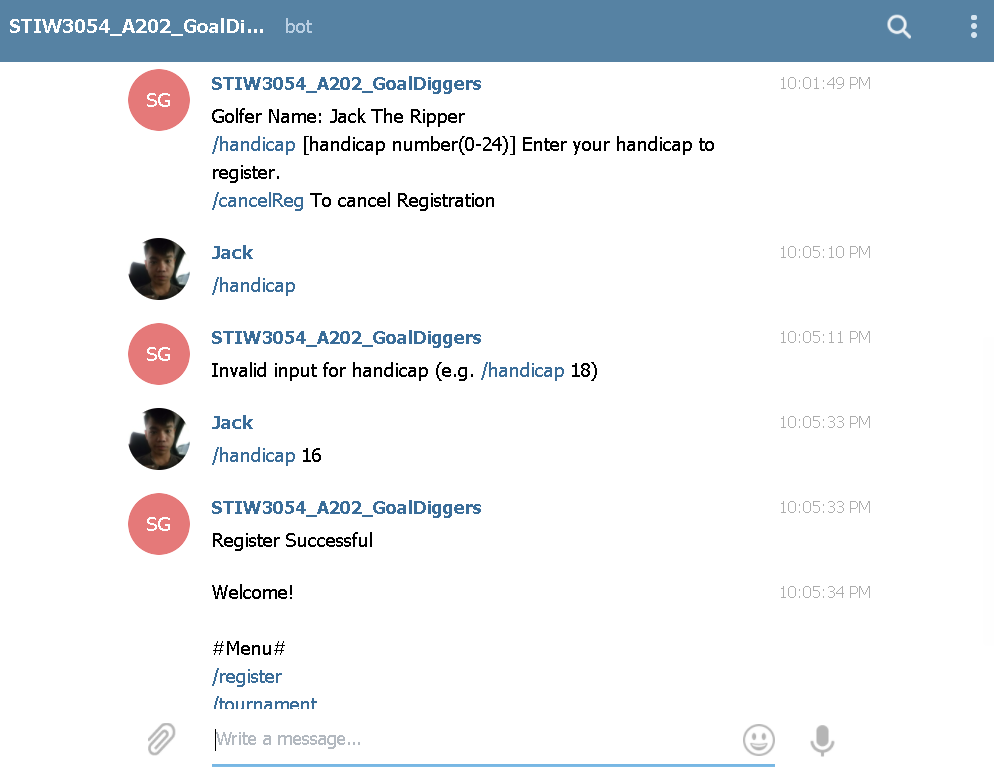 STIW3054_A202_GoalDi... bot
SG
STIW3054_A202_GoalDiggers 10:01:49 PM
Golfer Name: Jack The Ripper
/handicap [handicap number(0-24)] Enter your handicap to
register.
/cancelReg To cancel Registration
Jack 10:05:10 PM
/handicap
SG
STIW3054_A202_GoalDiggers 10:05:11 PM
Invalid input for handicap (e.g. /handicap 18)
Jack 10:05:33 PM
/handicap 16
SG
STIW3054_A202_GoalDiggers 10:05:33 PM
Register Successful
Welcome! 10:05:34 PM
#Menu#
/register
/tournament
Write a message...